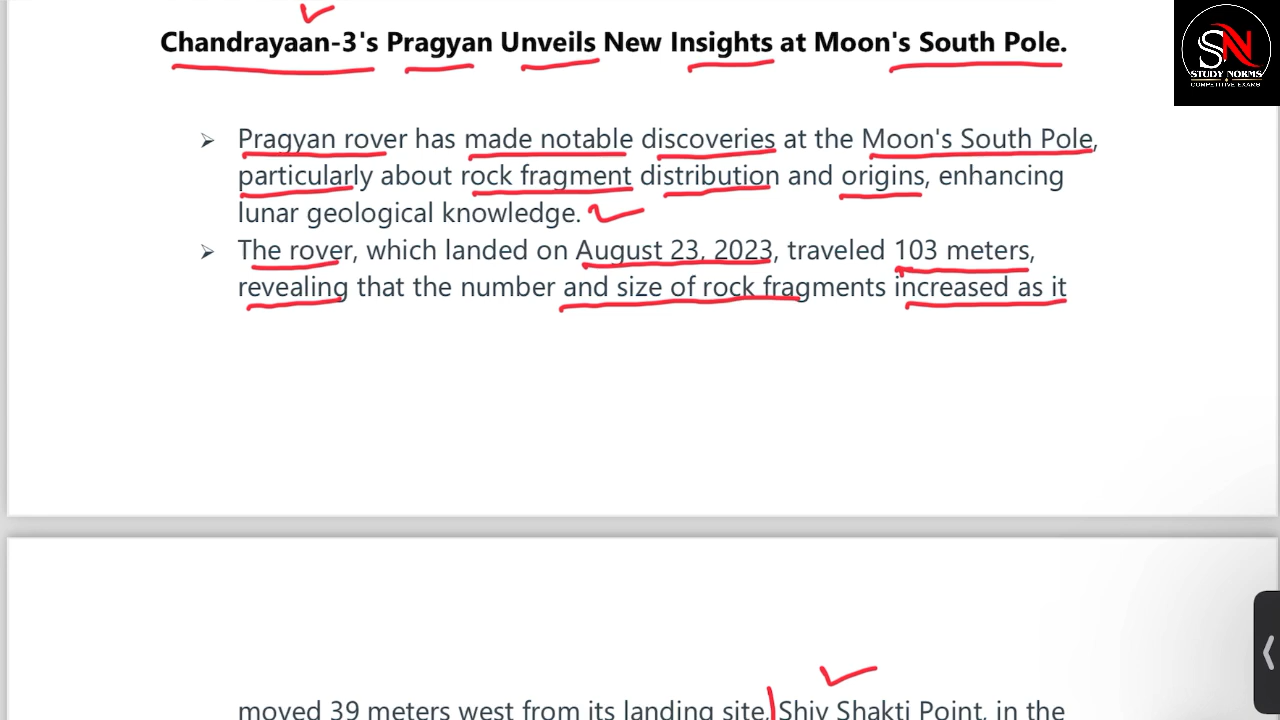 Chandrayaan-3's Pragyan Unveils New Insights at Moon's South Pole.
SN
STUDY NORMS
COMPETITIVE EXAMS
➢ Pragyan rover has made notable discoveries at the Moon's South Pole,
particularly about rock fragment distribution and origins, enhancing
lunar geological knowledge.
➢ The rover, which landed on August 23, 2023, traveled 103 meters,
revealing that the number and size of rock fragments increased as it
moved 39 meters west from its landing site, Shiv Shakti Point, in the